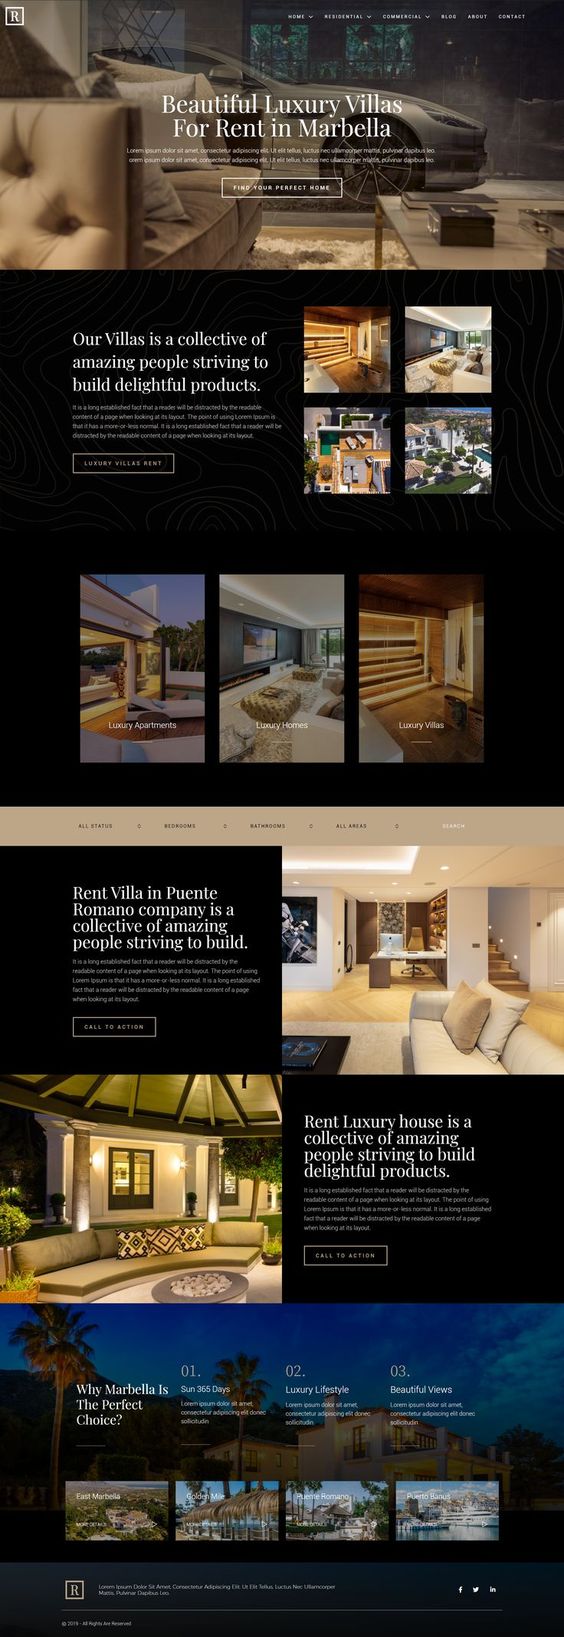 R
HOME
RESIDENTIAL
COMMERCIAL
BLOG
ABOUT
CONTACT
Beautiful Luxury Villas
For Rent in Marbella
Lorem ipsum dolor sit amet, consectetur adipiscing elit. Ut elit tellus, luctus nec ullamcorper mattis, pulvinar dapibus leo.
orem ipsum dolor sit amet, consectetur adipiscing elit. Ut elit tellus, luctus nec ullamcorper mattis, pulvinar dapibus leo.
FIND YOUR PERFECT HOME
Our Villas is a collective of
amazing people striving to
build delightful products.
It is a long established fact that a reader will be distracted by the readable
content of a page when looking at its layout. The point of using Lorem Ipsum is
that it has a more-or-less normal. It is a long established fact that a reader will be
distracted by the readable content of a page when looking at its layout.
LUXURY VILLAS RENT
Luxury Apartments
Luxury Homes
Luxury Villas
ALL STATUS
BEDROOMS
BATHROOMS
ALL AREAS
SEARCH
Rent Villa in Puente
Romano company is a
collective of amazing
people striving to build.
It is a long established fact that a reader will be distracted by the
readable content of a page when looking at its layout. The point of using
Lorem Ipsum is that it has a more-or-less normal. It is a long established
fact that a reader will be distracted by the readable content of a page
when looking at its layout.
CALL TO ACTION
Rent Luxury house is a
collective of amazing
people striving to build
delightful products.
It is a long established fact that a reader will be distracted by the
readable content of a page when looking at its layout. The point of using
Lorem Ipsum is that it has a more-or-less normal. It is a long established
fact that a reader will be distracted by the readable content of a page
when looking at its layout.
CALL TO ACTION
Why Marbella Is
The Perfect
Choice?
01.
Sun 365 Days
Lorem ipsum dolor sit amet,
consectetur adipiscing elit donec
sollicitudin
02.
Luxury Lifestyle
Lorem ipsum dolor sit amet,
consectetur adipiscing elit donec
sollicitudin
03.
Beautiful Views
Lorem ipsum dolor sit amet,
consectetur adipiscing elit donec
sollicitudin
East Marbella
MORE DETAILS
Golden Mile
MORE DETAILS
Puente Romano
MORE DETAILS
Puerto Banus
MORE DETAILS
R
Lorem Ipsum Dolor Sit Amet, Consectetur Adipiscing Elit. Ut Elit Tellus, Luctus Nec Ullamcorper
Mattis, Pulvinar Dapibus Leo.
© 2019 - All Rights Are Reserved